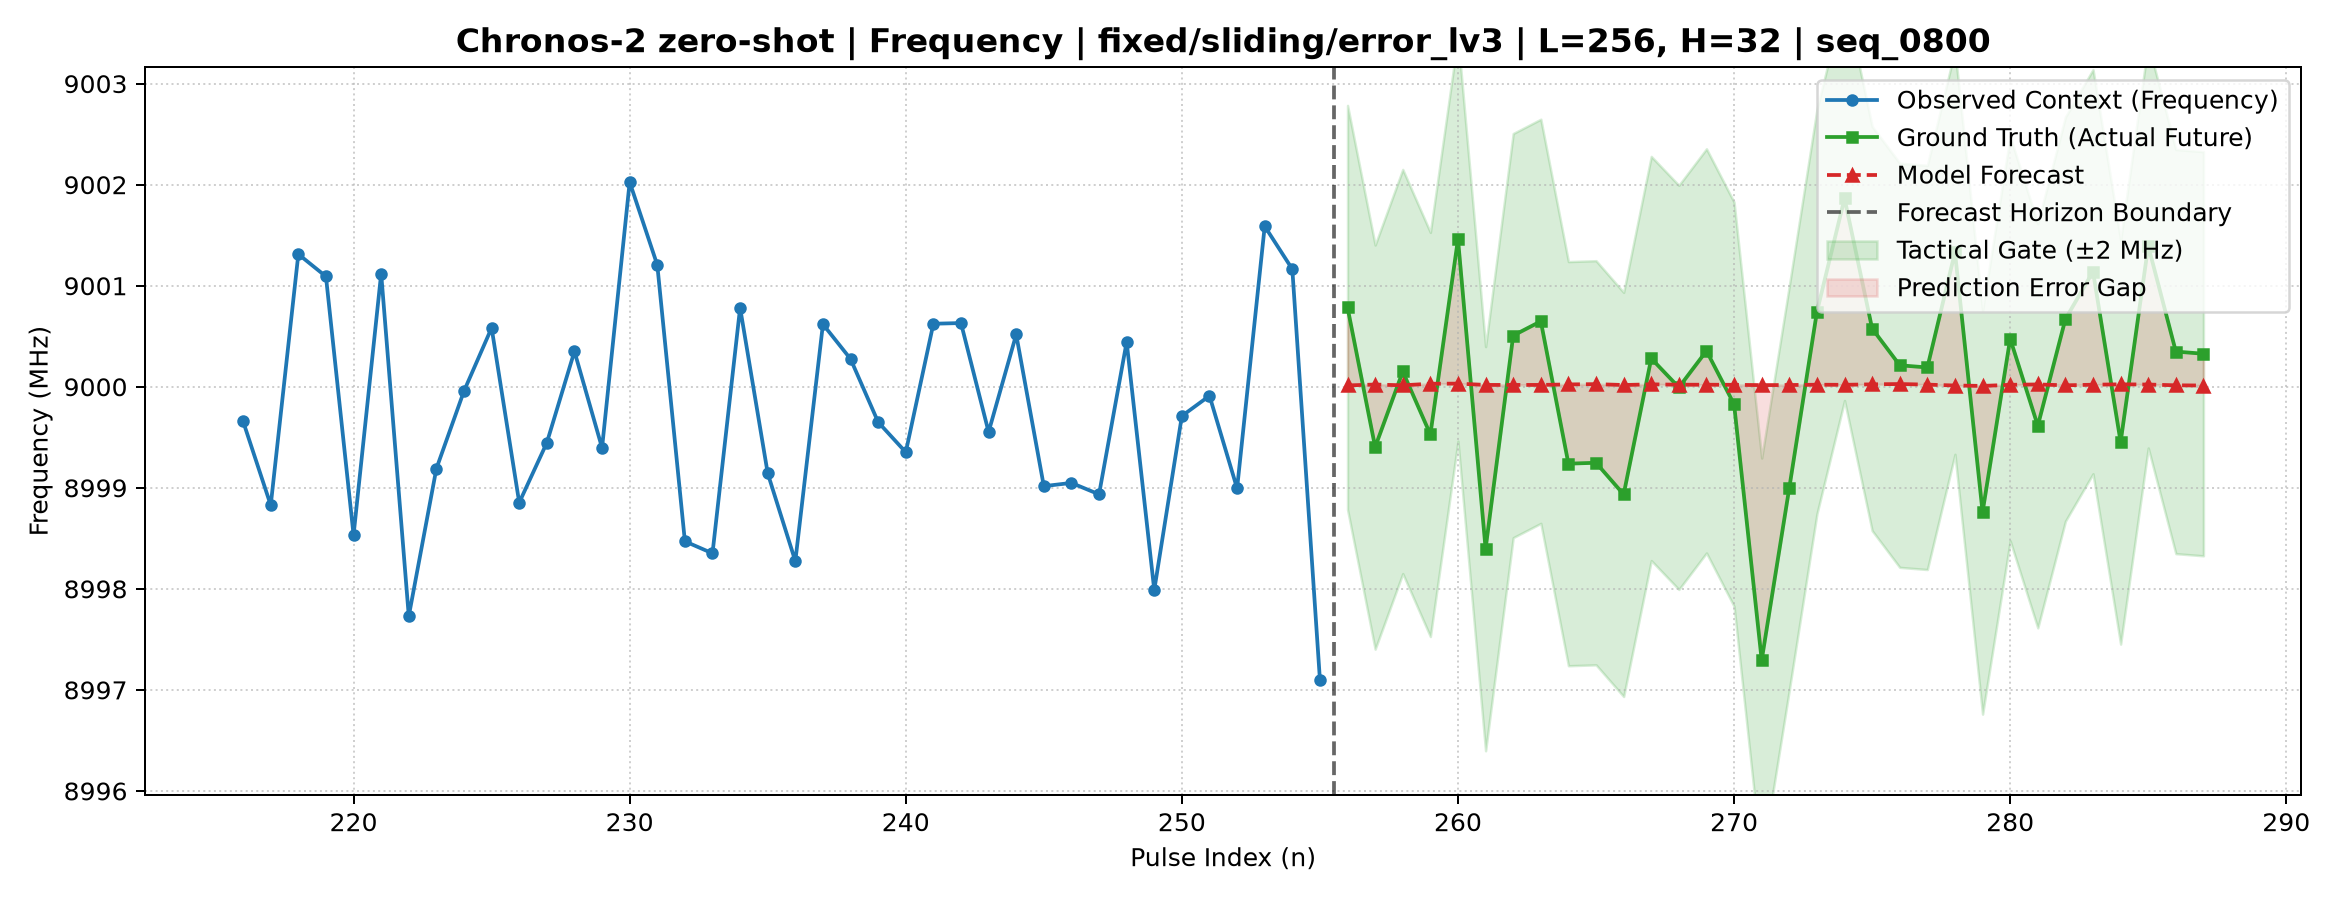 Chronos-2 zero-shot | Frequency | fixed/sliding/error_lv3 | L=256, H=32 | seq_0800
Frequency (MHz)
9003
9002
9001
9000
8999
8998
8997
8996
Observed Context (Frequency)
Ground Truth (Actual Future)
Model Forecast
Forecast Horizon Boundary
Tactical Gate (±2 MHz)
Prediction Error Gap
220 230 240 250 260 270 280 290
Pulse Index (n)